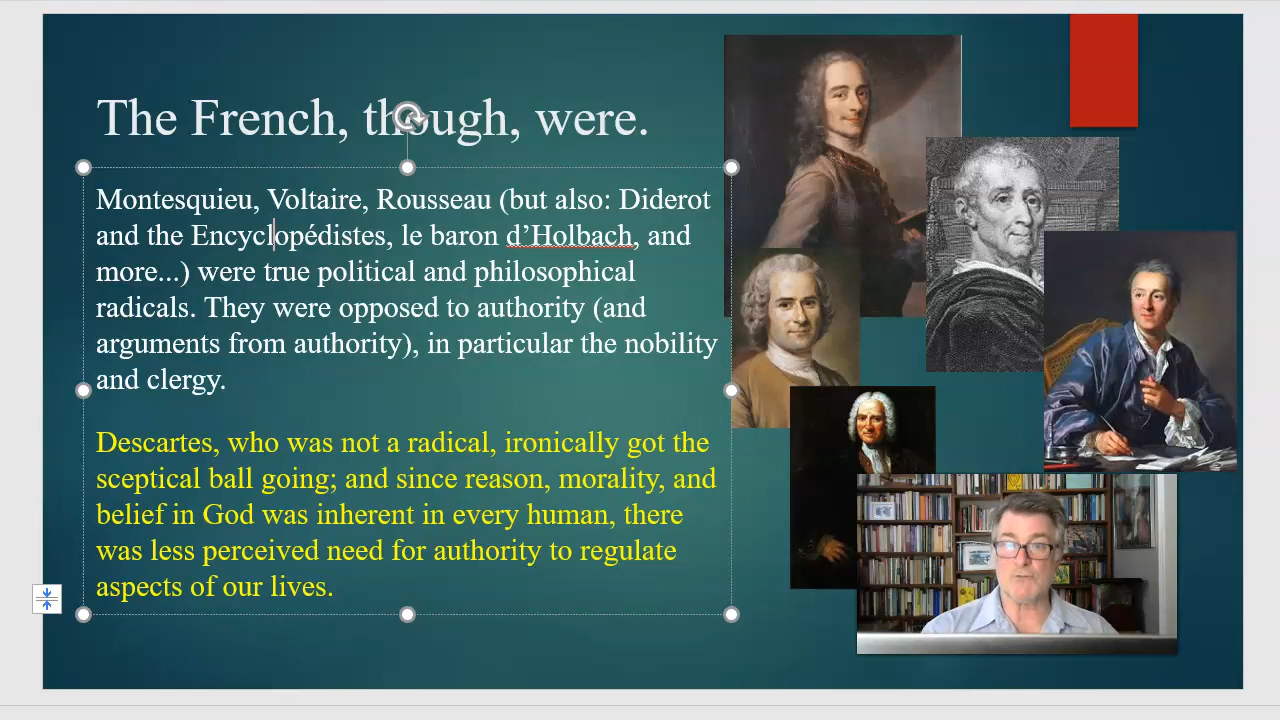 The French, though, were.
Montesquieu, Voltaire, Rousseau (but also: Diderot
and the Encyclopédistes, le baron d’Holbach, and
more...) were true political and philosophical
radicals. They were opposed to authority (and
arguments from authority), in particular the nobility
and clergy.
Descartes, who was not a radical, ironically got the
sceptical ball going; and since reason, morality, and
belief in God was inherent in every human, there
was less perceived need for authority to regulate
aspects of our lives.